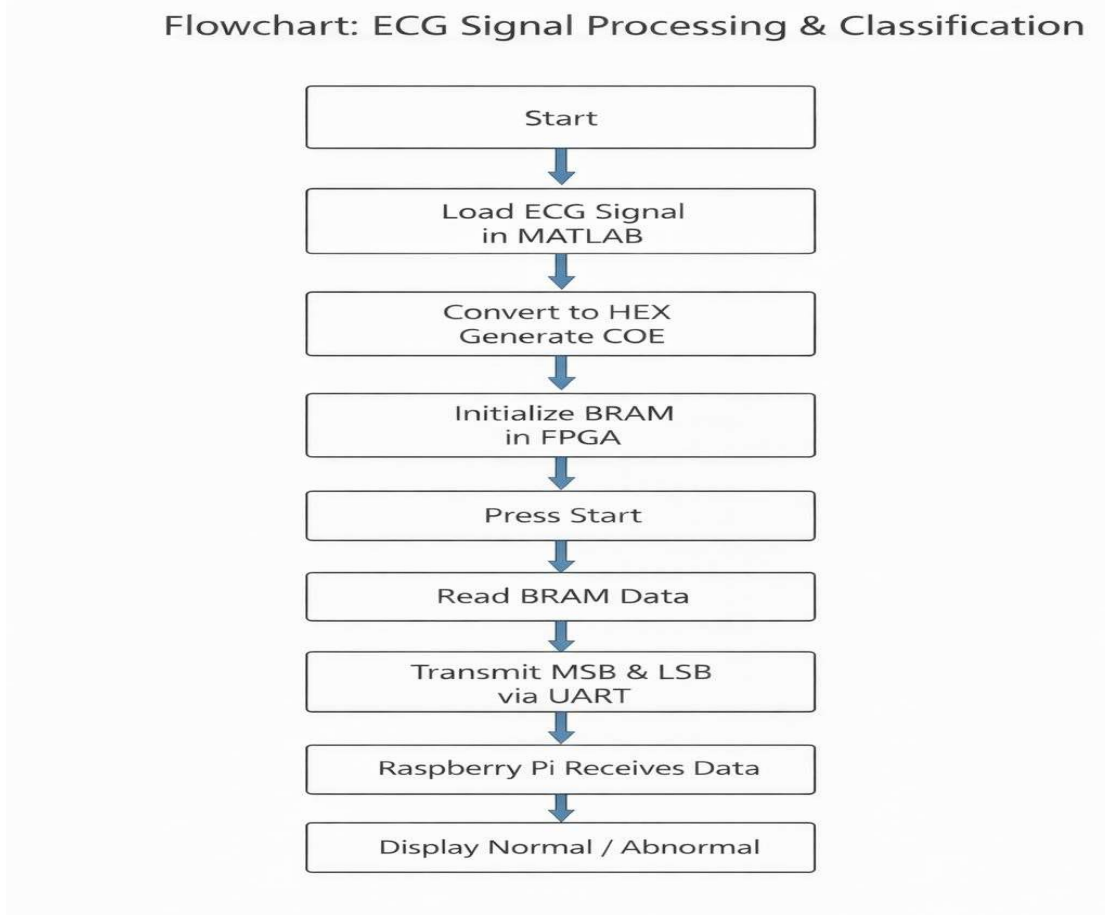 Flowchart: ECG Signal Processing & Classification
Start
Load ECG Signal
in MATLAB
Convert to HEX
Generate COE
Initialize BRAM
in FPGA
Press Start
Read BRAM Data
Transmit MSB & LSB
via UART
Raspberry Pi Receives Data
Display Normal / Abnormal